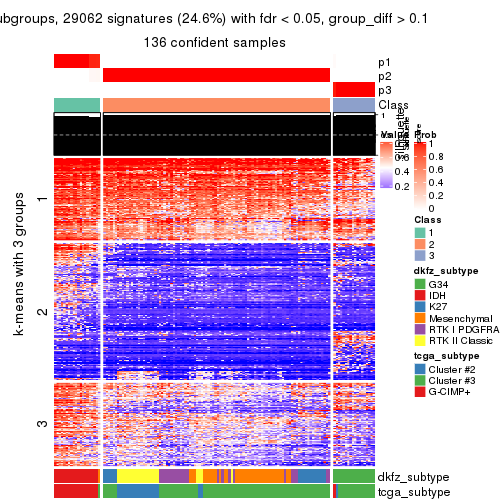 ubgroups, 29062 signatures (24.6%) with fdr < 0.05, group_diff > 0.1
136 confident samples
p1
p2
p3
Class
1
Silhouette
Value
Prob
0.6
0.4
0.2
1
0.8
0.6
0.4
0.2
0
Class
1
2
3
dkfz_subtype
G34
IDH
K27
Mesenchymal
RTK I PDGFRA
RTK II Classic
tcga_subtype
Cluster #2
Cluster #3
G-CIMP+
k-means with 3 groups
1
2
3
dkfz_subtype
tcga_subtype